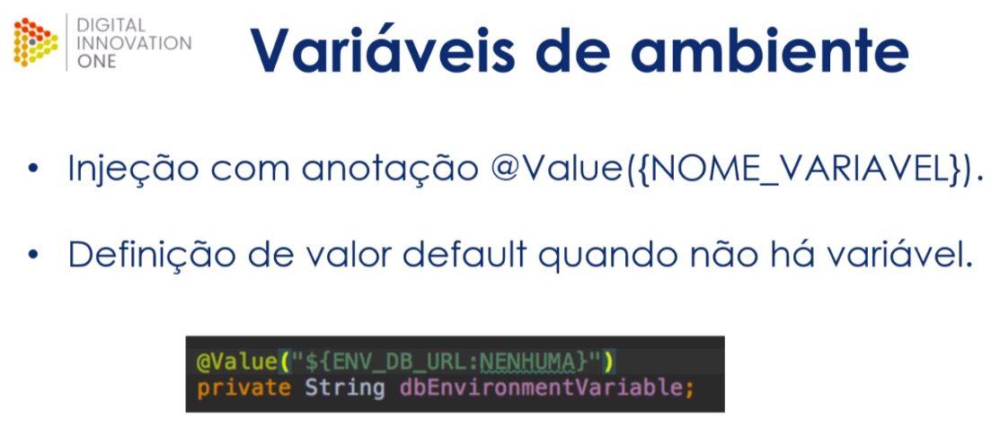 DIGITAL
INNOVATION
ONE
Variáveis de ambiente
• Injeção com anotação @Value({NOME_VARIAVEL}).
• Definição de valor default quando não há variável.
@Value("${ENV_DB_URL:NENHUMA}")
private String dbEnvironmentVariable;